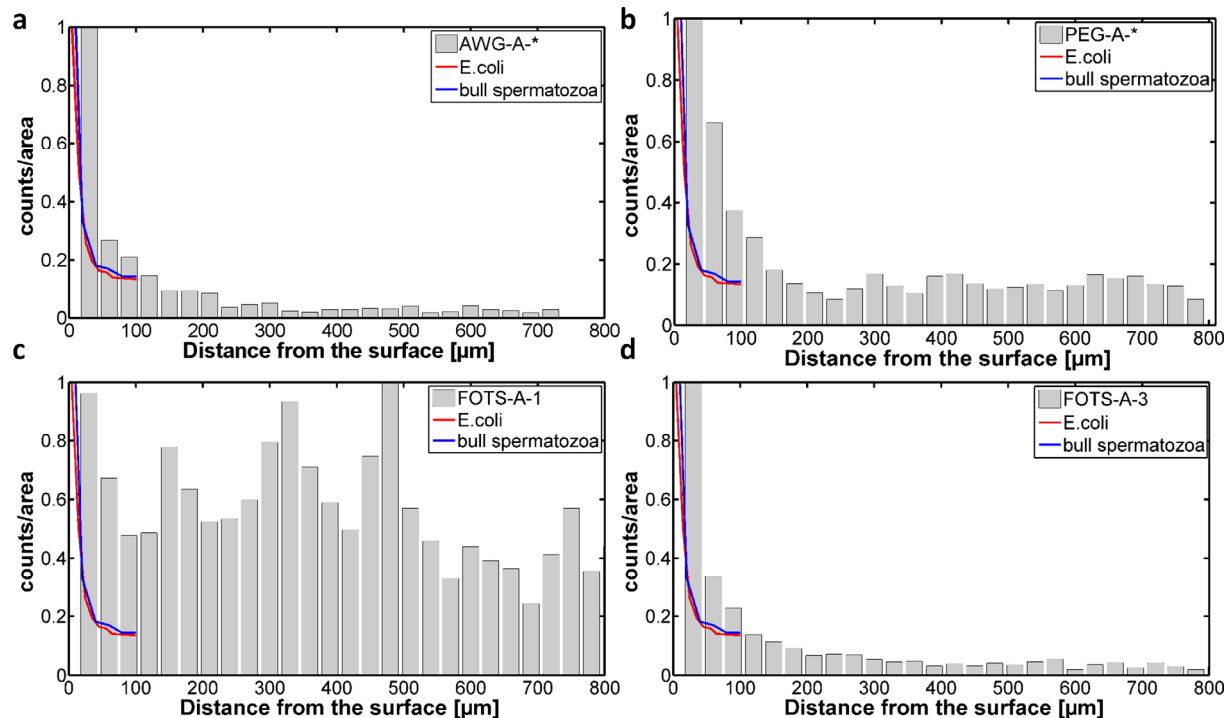 a
1
0.8
0.6
0.4
0.2
0
counts/area
AWG-A-*
E.coli
bull spermatozoa
0 100 200 300 400 500 600 700 800
Distance from the surface [µm]
b
1
0.8
0.6
0.4
0.2
0
counts/area
PEG-A-*
E.coli
bull spermatozoa
0 100 200 300 400 500 600 700 800
Distance from the surface [µm]
c
1
0.8
0.6
0.4
0.2
0
counts/area
FOTS-A-1
E.coli
bull spermatozoa
0 100 200 300 400 500 600 700 800
Distance from the surface [µm]
d
1
0.8
0.6
0.4
0.2
0
counts/area
FOTS-A-3
E.coli
bull spermatozoa
0 100 200 300 400 500 600 700 800
Distance from the surface [µm]